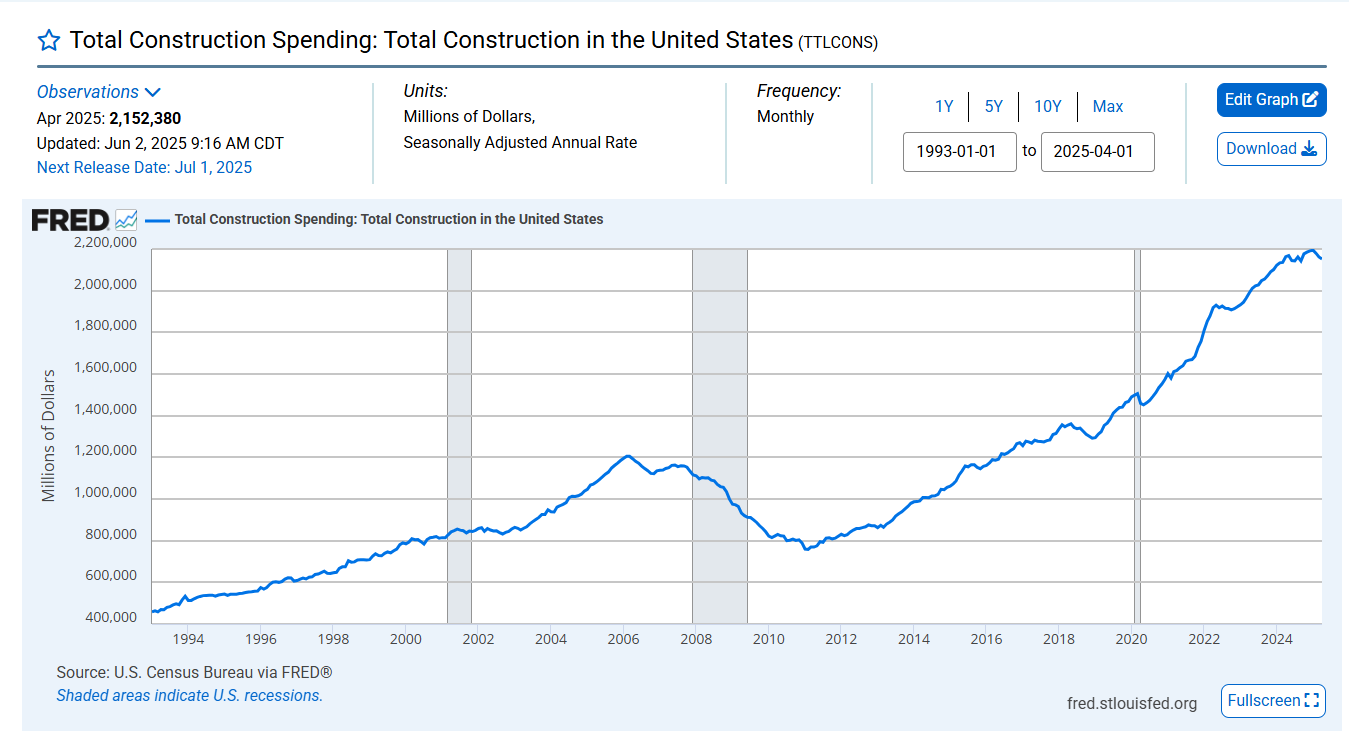 Total Construction Spending: Total Construction in the United States (TTLCONS)
Observations
Apr 2025: 2,152,380
Updated: Jun 2, 2025 9:16 AM CDT
Next Release Date: Jul 1, 2025
Units:
Millions of Dollars,
Seasonally Adjusted Annual Rate
Frequency:
Monthly
1Y 5Y 10Y Max
1993-01-01 to 2025-04-01
Edit Graph
Download
FRED
Total Construction Spending: Total Construction in the United States
Millions of Dollars
2,200,000
2,000,000
1,800,000
1,600,000
1,400,000
1,200,000
1,000,000
800,000
600,000
400,000
1994 1996 1998 2000 2002 2004 2006 2008 2010 2012 2014 2016 2018 2020 2022 2024
Source: U.S. Census Bureau via FRED®
Shaded areas indicate U.S. recessions.
fred.stlouisfed.org
Fullscreen